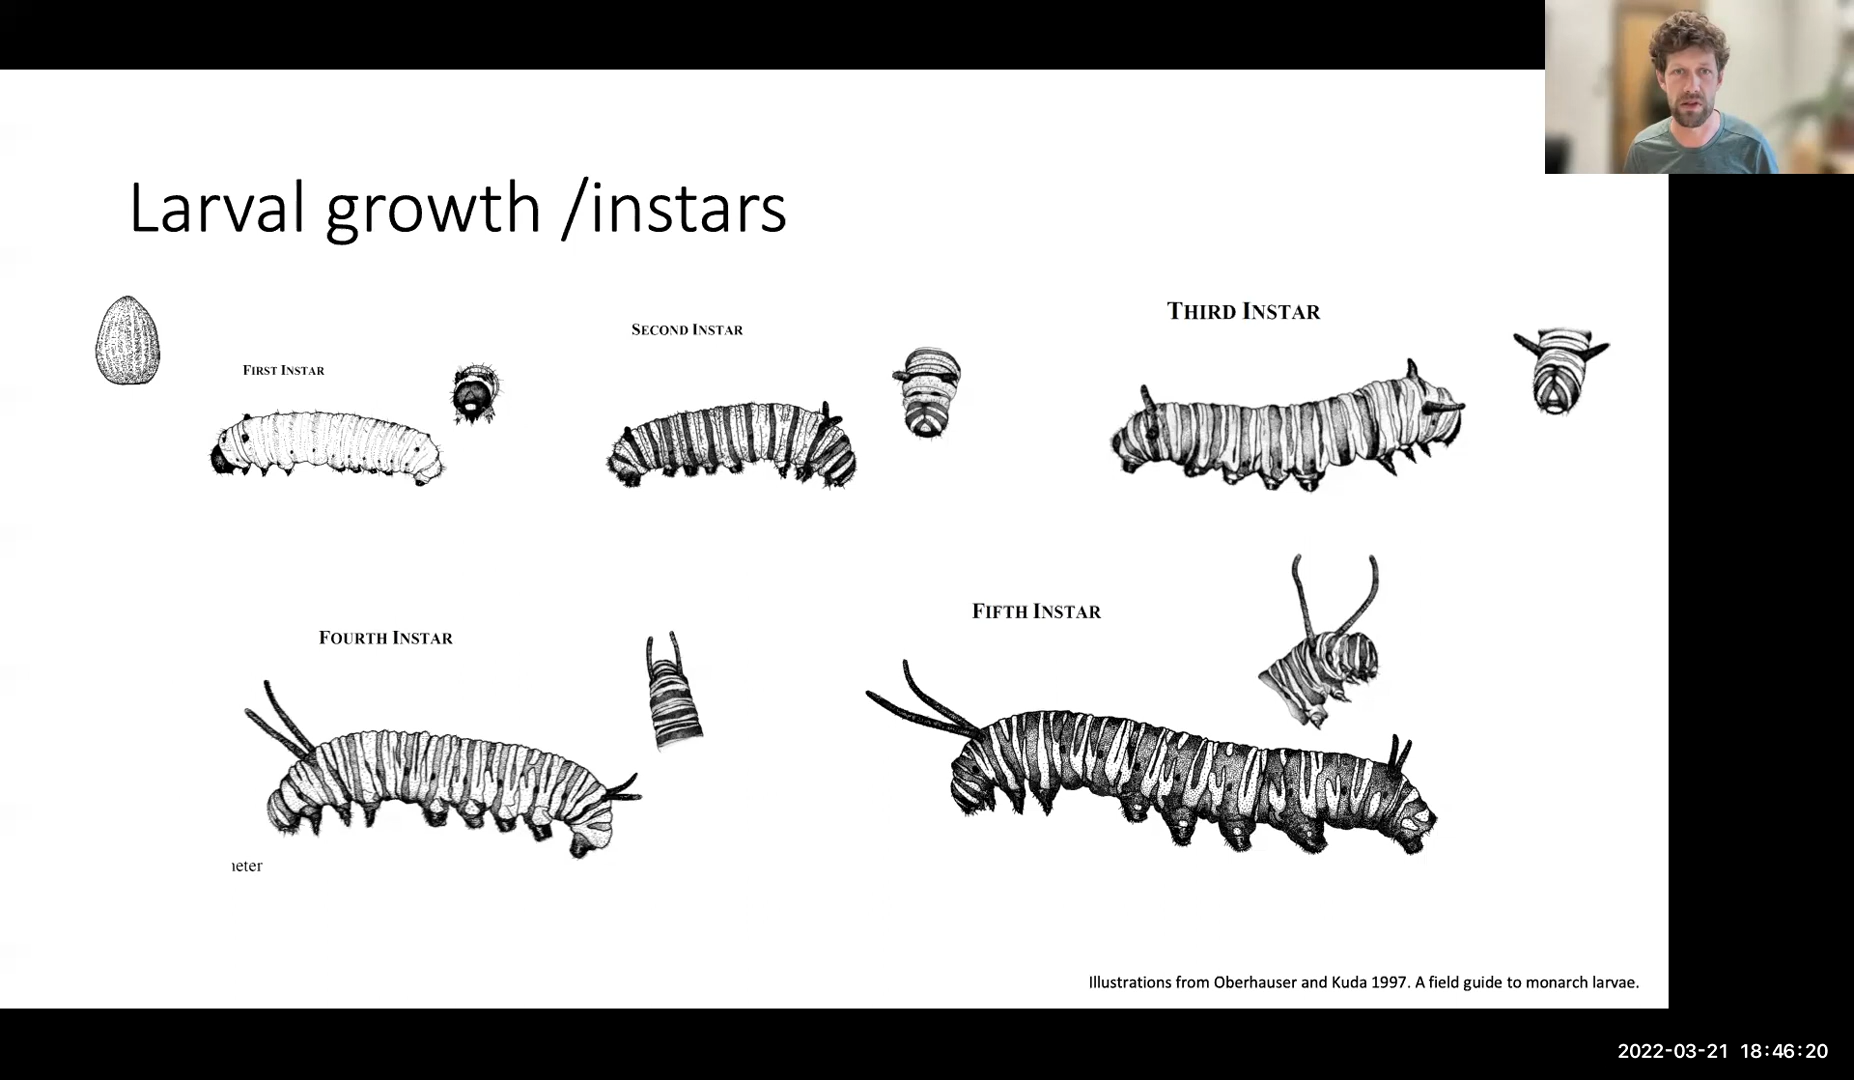 Larval growth /instars
THIRD INSTAR
SECOND INSTAR
FIRST INSTAR
FIFTH INSTAR
FOURTH INSTAR
neter
Illustrations from Oberhauser and Kuda 1997. A field guide to monarch larvae.
2022-03-21 18:46:20